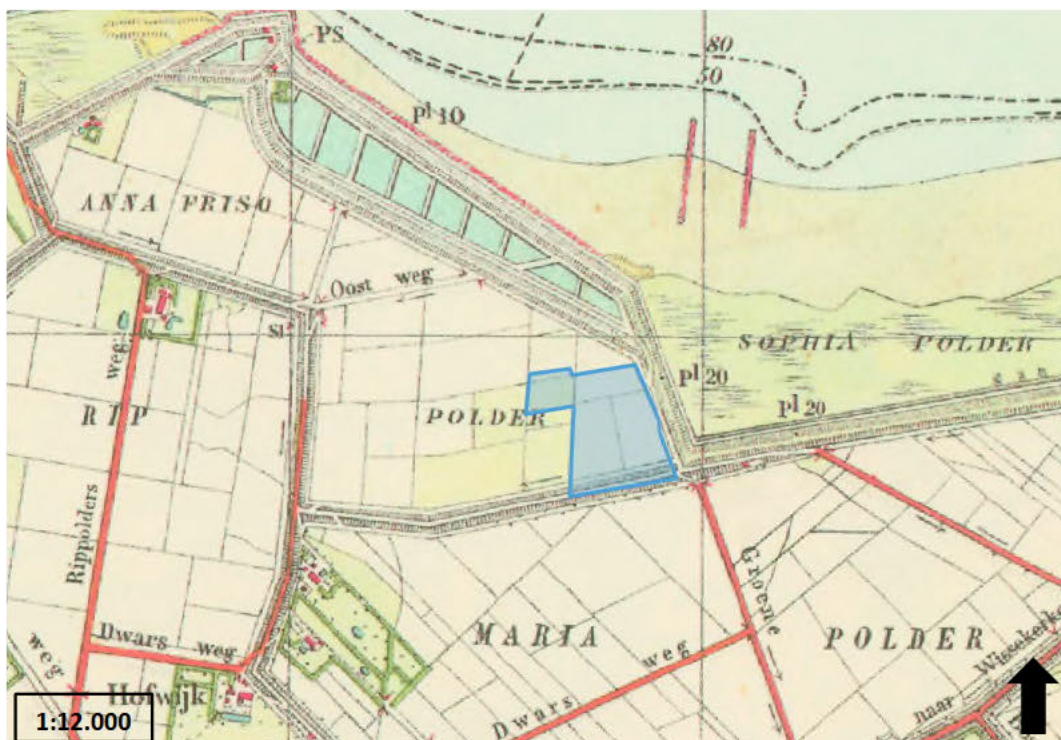 PS
80
50
Pl 10
ANNA FRISO
Oost weg
Sl
SOPHIA POLDER
Pl 20
Pl 20
RIP
POLDER
Rippolders weg
Groene
MARIA POLDER
Dwars weg
Dwars weg
Hofwijk
weg
naar Wissekerke
1:12.000